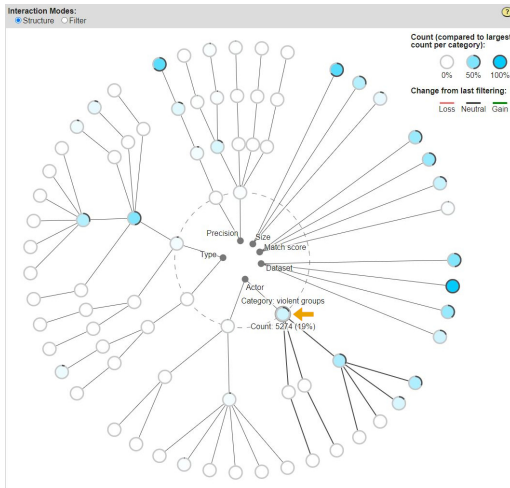 Interaction Modes:
Structure Filter
?
Count (compared to largest
count per category):
0% 50% 100%
Change from last filtering:
Loss Neutral Gain
Precision
Size
Match score
Type
Dataset
Actor
Category: violent groups
Count: 5274 (19%)